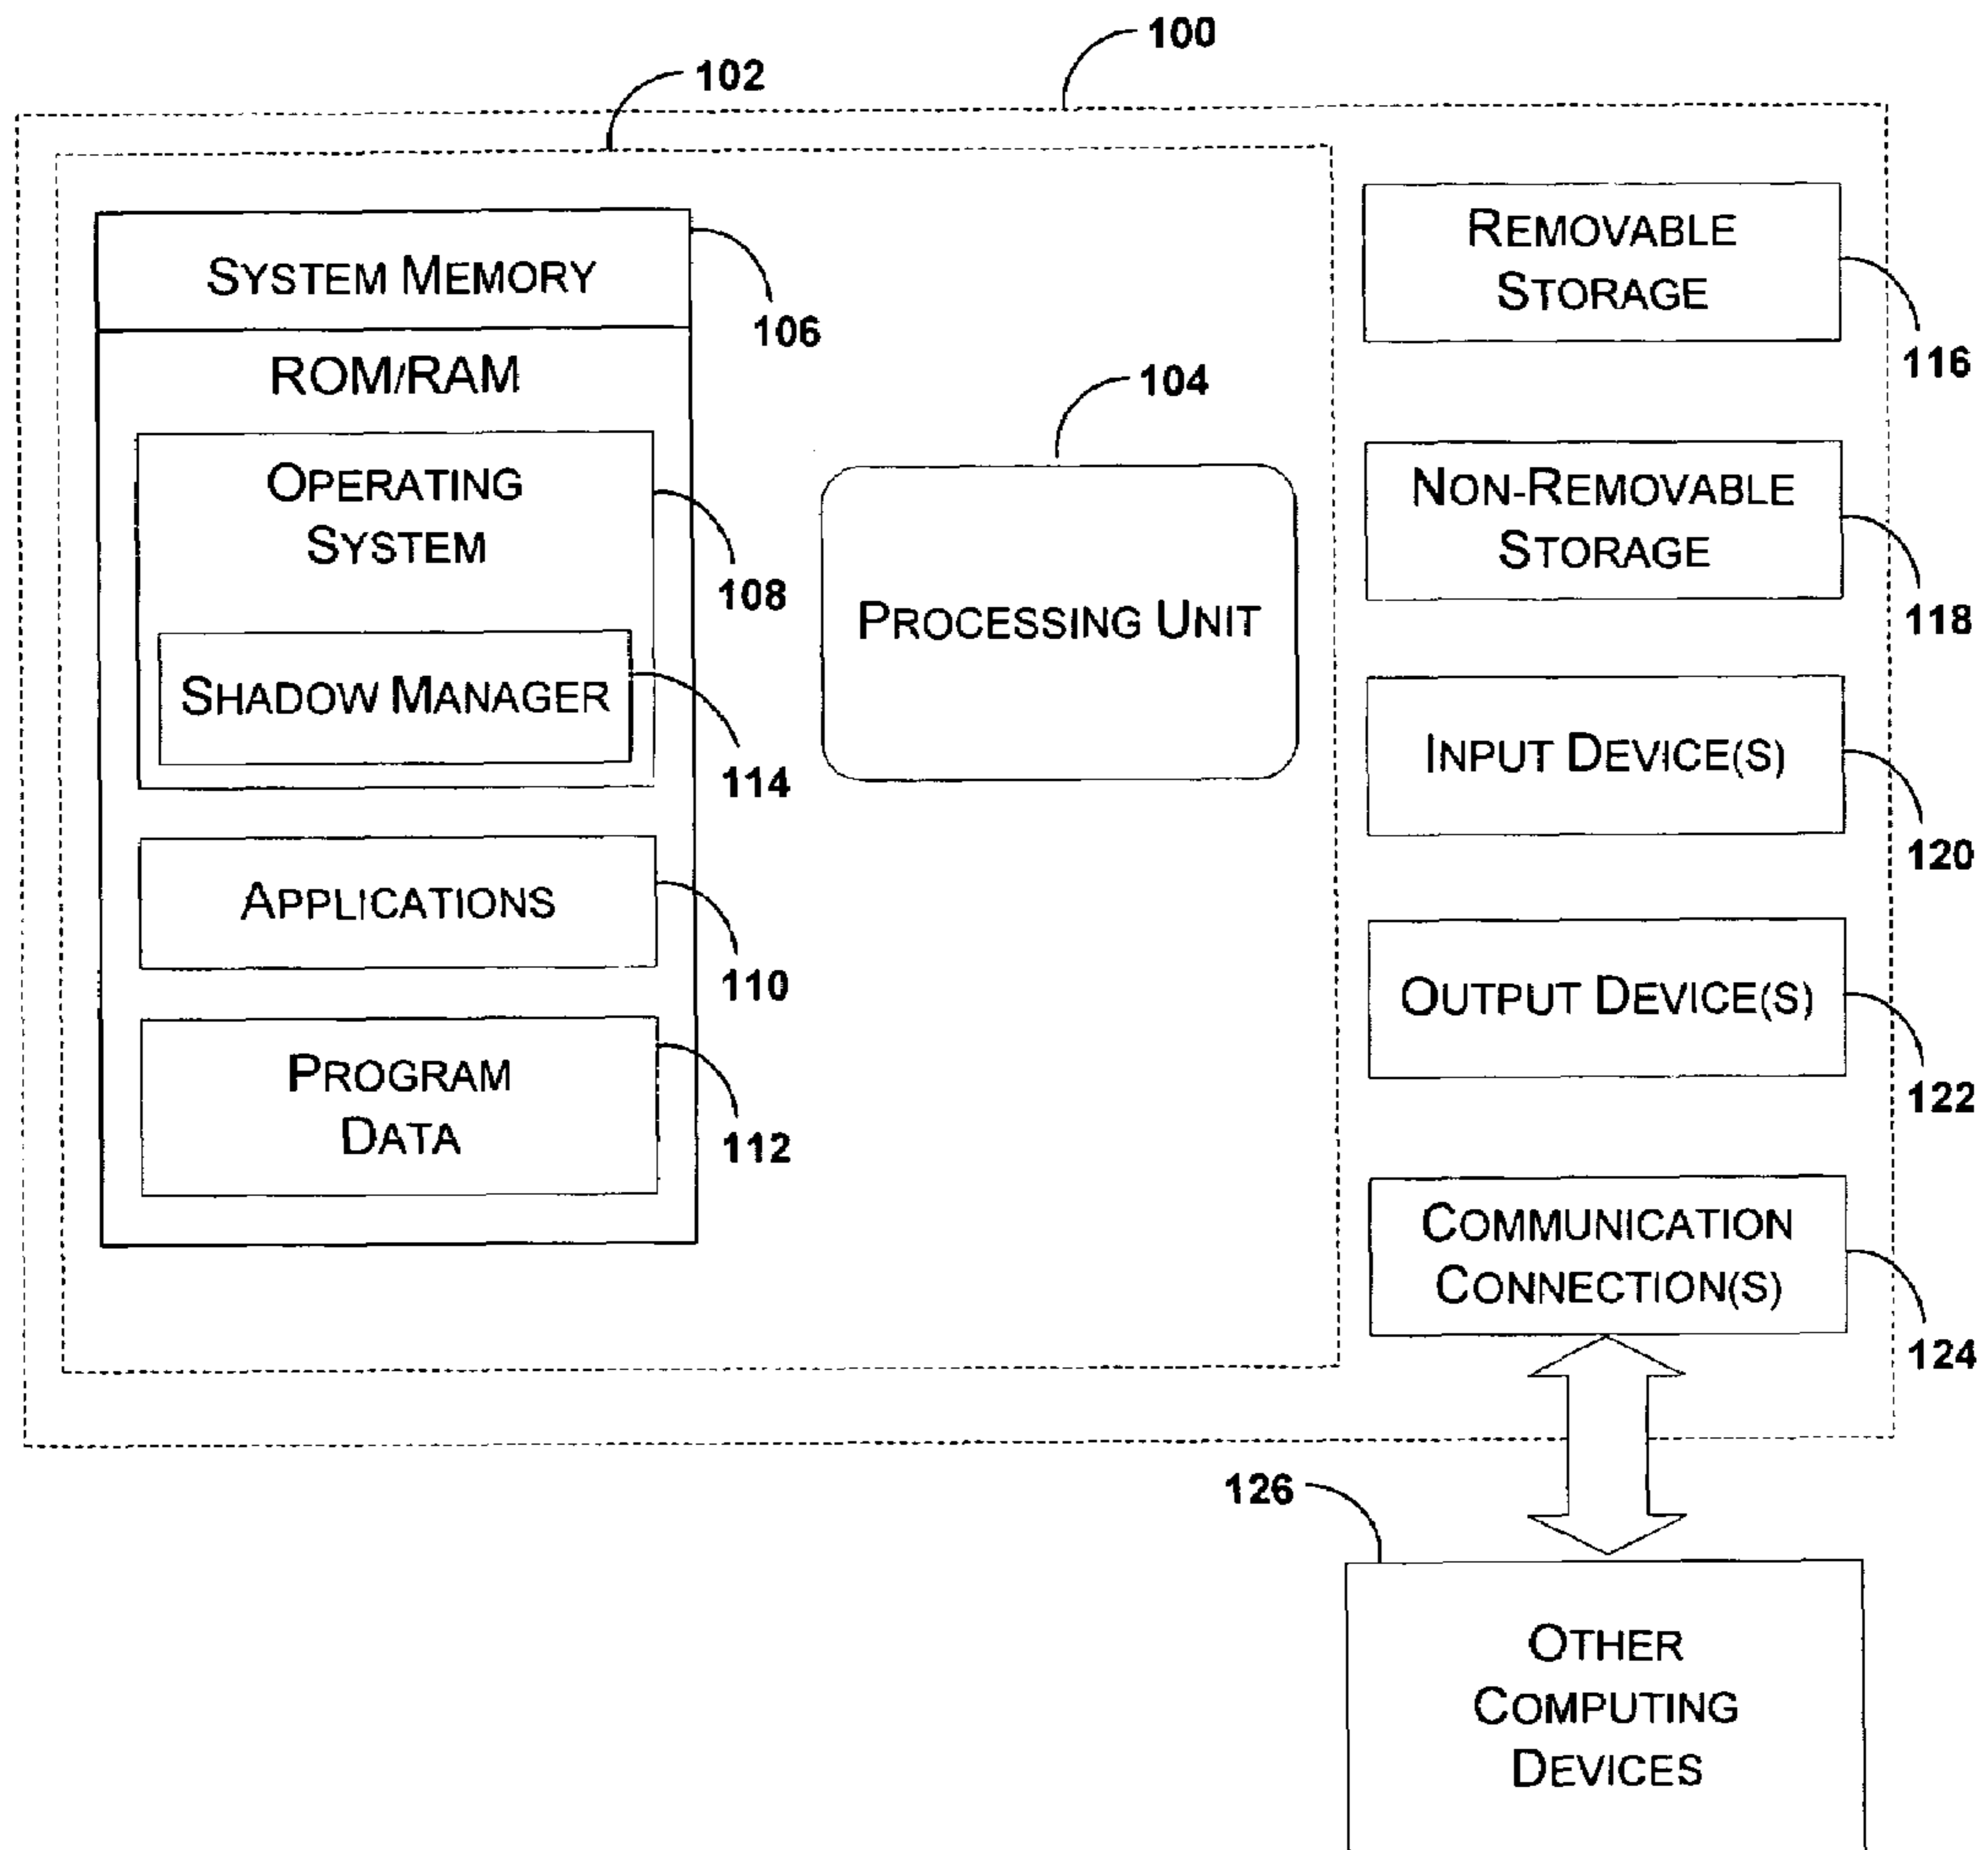 100
102
SYSTEM MEMORY
106
ROM/RAM
OPERATING
SYSTEM
108
SHADOW MANAGER
114
APPLICATIONS
110
PROGRAM
DATA
112
104
PROCESSING UNIT
REMOVABLE
STORAGE
116
NON-REMOVABLE
STORAGE
118
INPUT DEVICE(S)
120
OUTPUT DEVICE(S)
122
COMMUNICATION
CONNECTION(S)
124
126
OTHER
COMPUTING
DEVICES